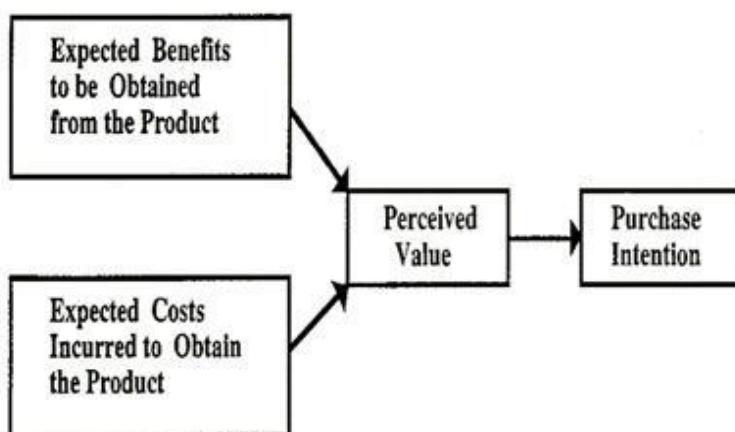 Expected Benefits
to be Obtained
from the Product
Perceived
Value
Purchase
Intention
Expected Costs
Incurred to Obtain
the Product